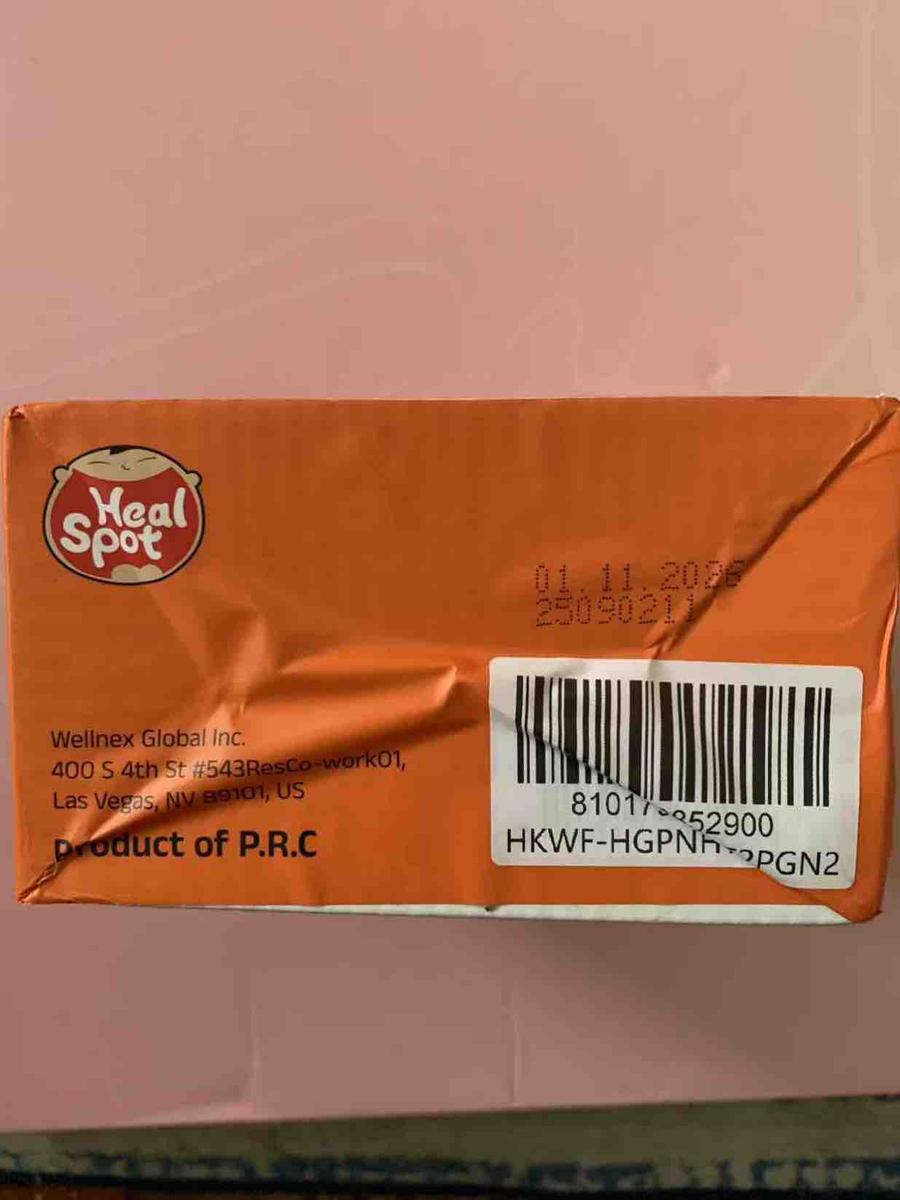 Heal
Spot
01.11.2026
25090211
Wellnex Global Inc.
400 S 4th St #543ResCo-work01,
Las Vegas, NV 89101, US
product of P.R.C